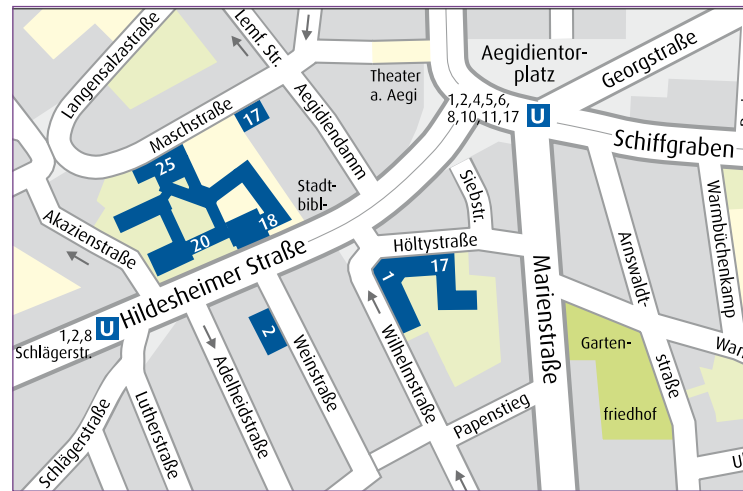 Langensalzastraße
Lemf. Str.
Aegidiendamm
Maschstraße
Theater
a. Aegi
Aegidientor-
platz
Georgstraße
1,2,4,5,6,
8,10,11,17
U
Schiffgraben
17
25
18
20
Stadt-
bibl-
Siebstr.
Warmbüchenkamp
Akazienstraße
Höltystraße
Arnswaldt-
straße
Hildesheimer Straße
1
17
Marienstraße
U
1,2,8
Schlägerstr.
2
Garten-
friedhof
War
Adelheidstraße
Weinstraße
Wilhelmstraße
Papenstieg
Schlägerstraße
Lutherstraße